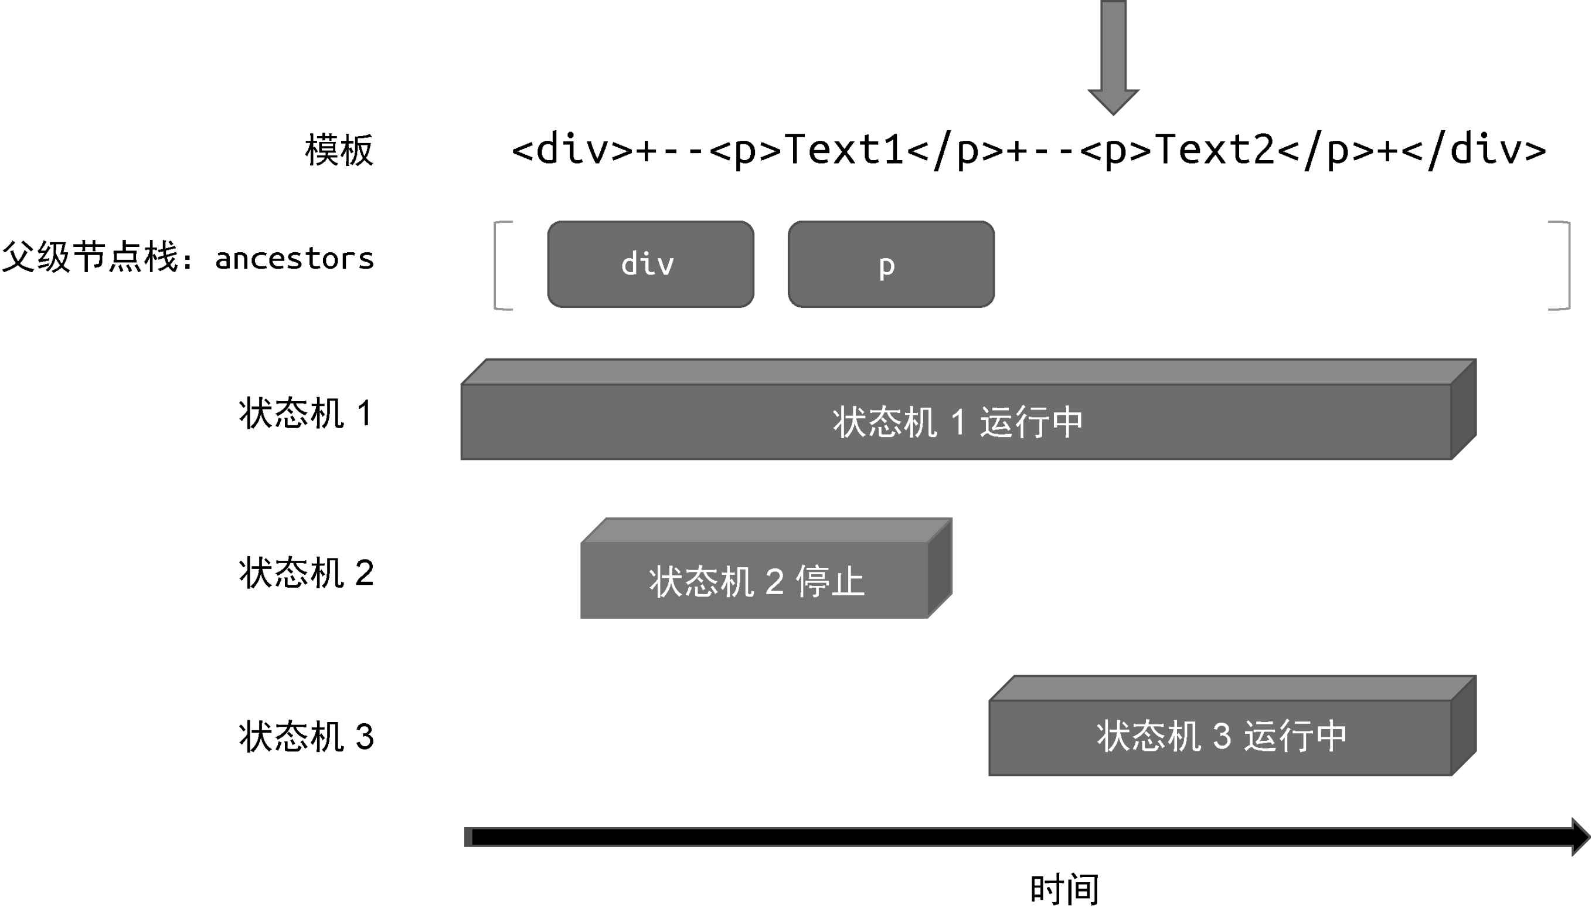 模板 <div>+--<p>Text1</p>+--<p>Text2</p>+</div>
父级节点栈：ancestors div p
状态机 1 状态机 1 运行中
状态机 2 状态机 2 停止
状态机 3 状态机 3 运行中
时间